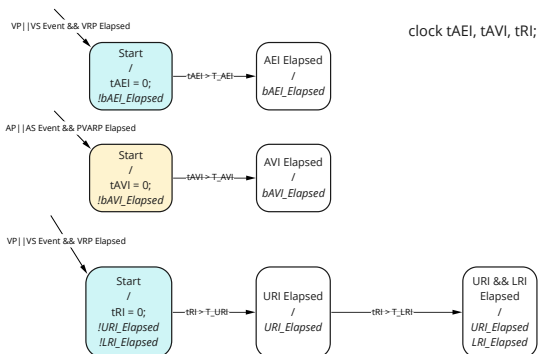 VP||VS Event && VRP Elapsed
clock tAEI, tAVI, tRI;
Start
/
tAEI = 0;
!bAEI_Elapsed
tAEI > T_AEI
AEI Elapsed
/
bAEI_Elapsed
AP||AS Event && PVARP Elapsed
Start
/
tAVI = 0;
!bAVI_Elapsed
tAVI > T_AVI
AVI Elapsed
/
bAVI_Elapsed
VP||VS Event && VRP Elapsed
Start
/
tRI = 0;
!URI_Elapsed
!LRI_Elapsed
tRI > T_URI
URI Elapsed
/
URI_Elapsed
tRI > T_LRI
URI && LRI
Elapsed
/
URI_Elapsed
LRI_Elapsed